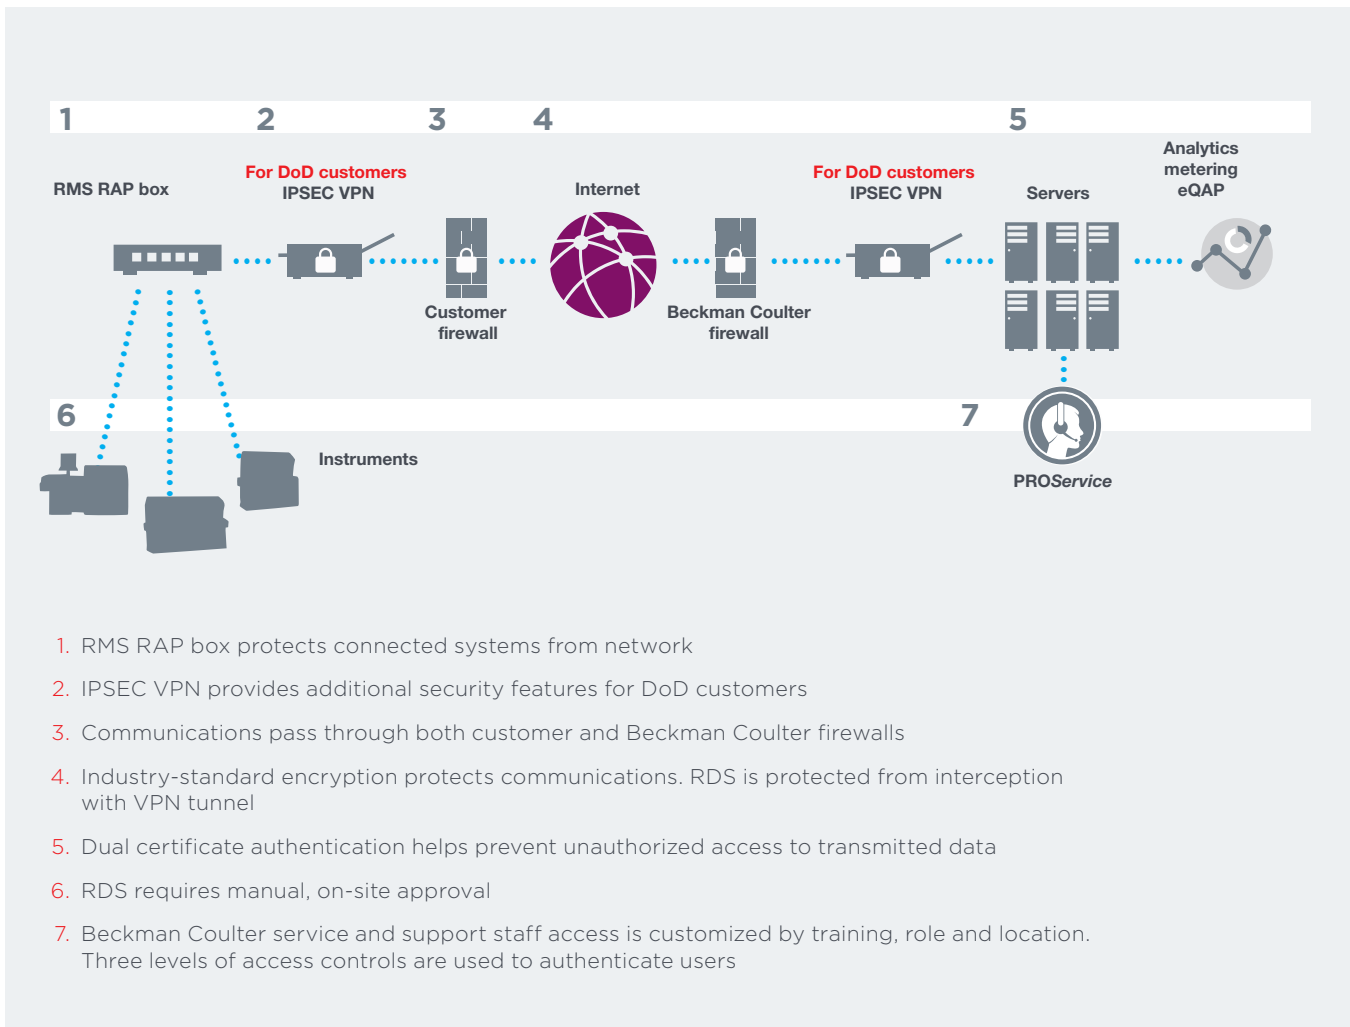 1 2 3 4 5
RMS RAP box
For DoD customers
IPSEC VPN
Customer
firewall
Internet
Beckman Coulter
firewall
For DoD customers
IPSEC VPN
Servers
Analytics
metering
eQAP
6 7
Instruments
PROService
1. RMS RAP box protects connected systems from network
2. IPSEC VPN provides additional security features for DoD customers
3. Communications pass through both customer and Beckman Coulter firewalls
4. Industry-standard encryption protects communications. RDS is protected from interception
with VPN tunnel
5. Dual certificate authentication helps prevent unauthorized access to transmitted data
6. RDS requires manual, on-site approval
7. Beckman Coulter service and support staff access is customized by training, role and location.
Three levels of access controls are used to authenticate users